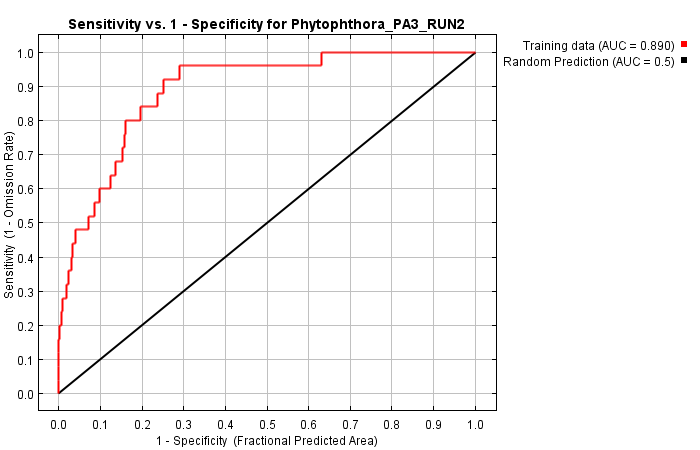 Sensitivity vs. 1 - Specificity for Phytophthora_PA3_RUN2
Training data (AUC = 0.890)
Random Prediction (AUC = 0.5)
Sensitivity (1 - Omission Rate)
1.0
0.9
0.8
0.7
0.6
0.5
0.4
0.3
0.2
0.1
0.0
0.0 0.1 0.2 0.3 0.4 0.5 0.6 0.7 0.8 0.9 1.0
1 - Specificity (Fractional Predicted Area)